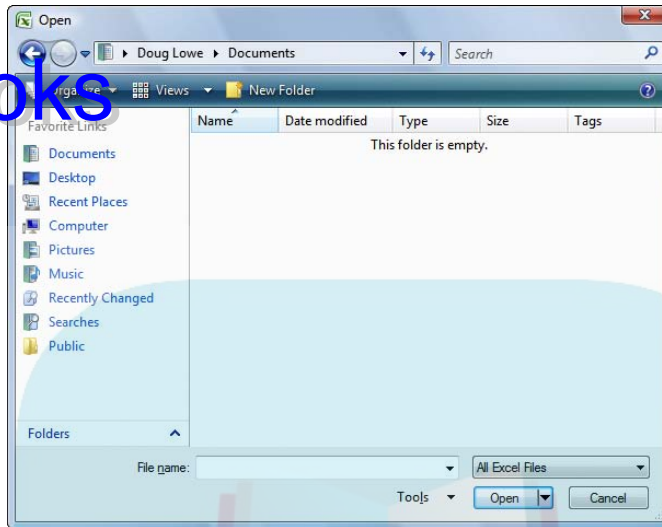 Open
Doug Lowe Documents Search
oks
Organize Views New Folder
Favorite Links
Name Date modified Type Size Tags
This folder is empty.
Documents
Desktop
Recent Places
Computer
Pictures
Music
Recently Changed
Searches
Public
Folders
File name: All Excel Files
Tools Open Cancel